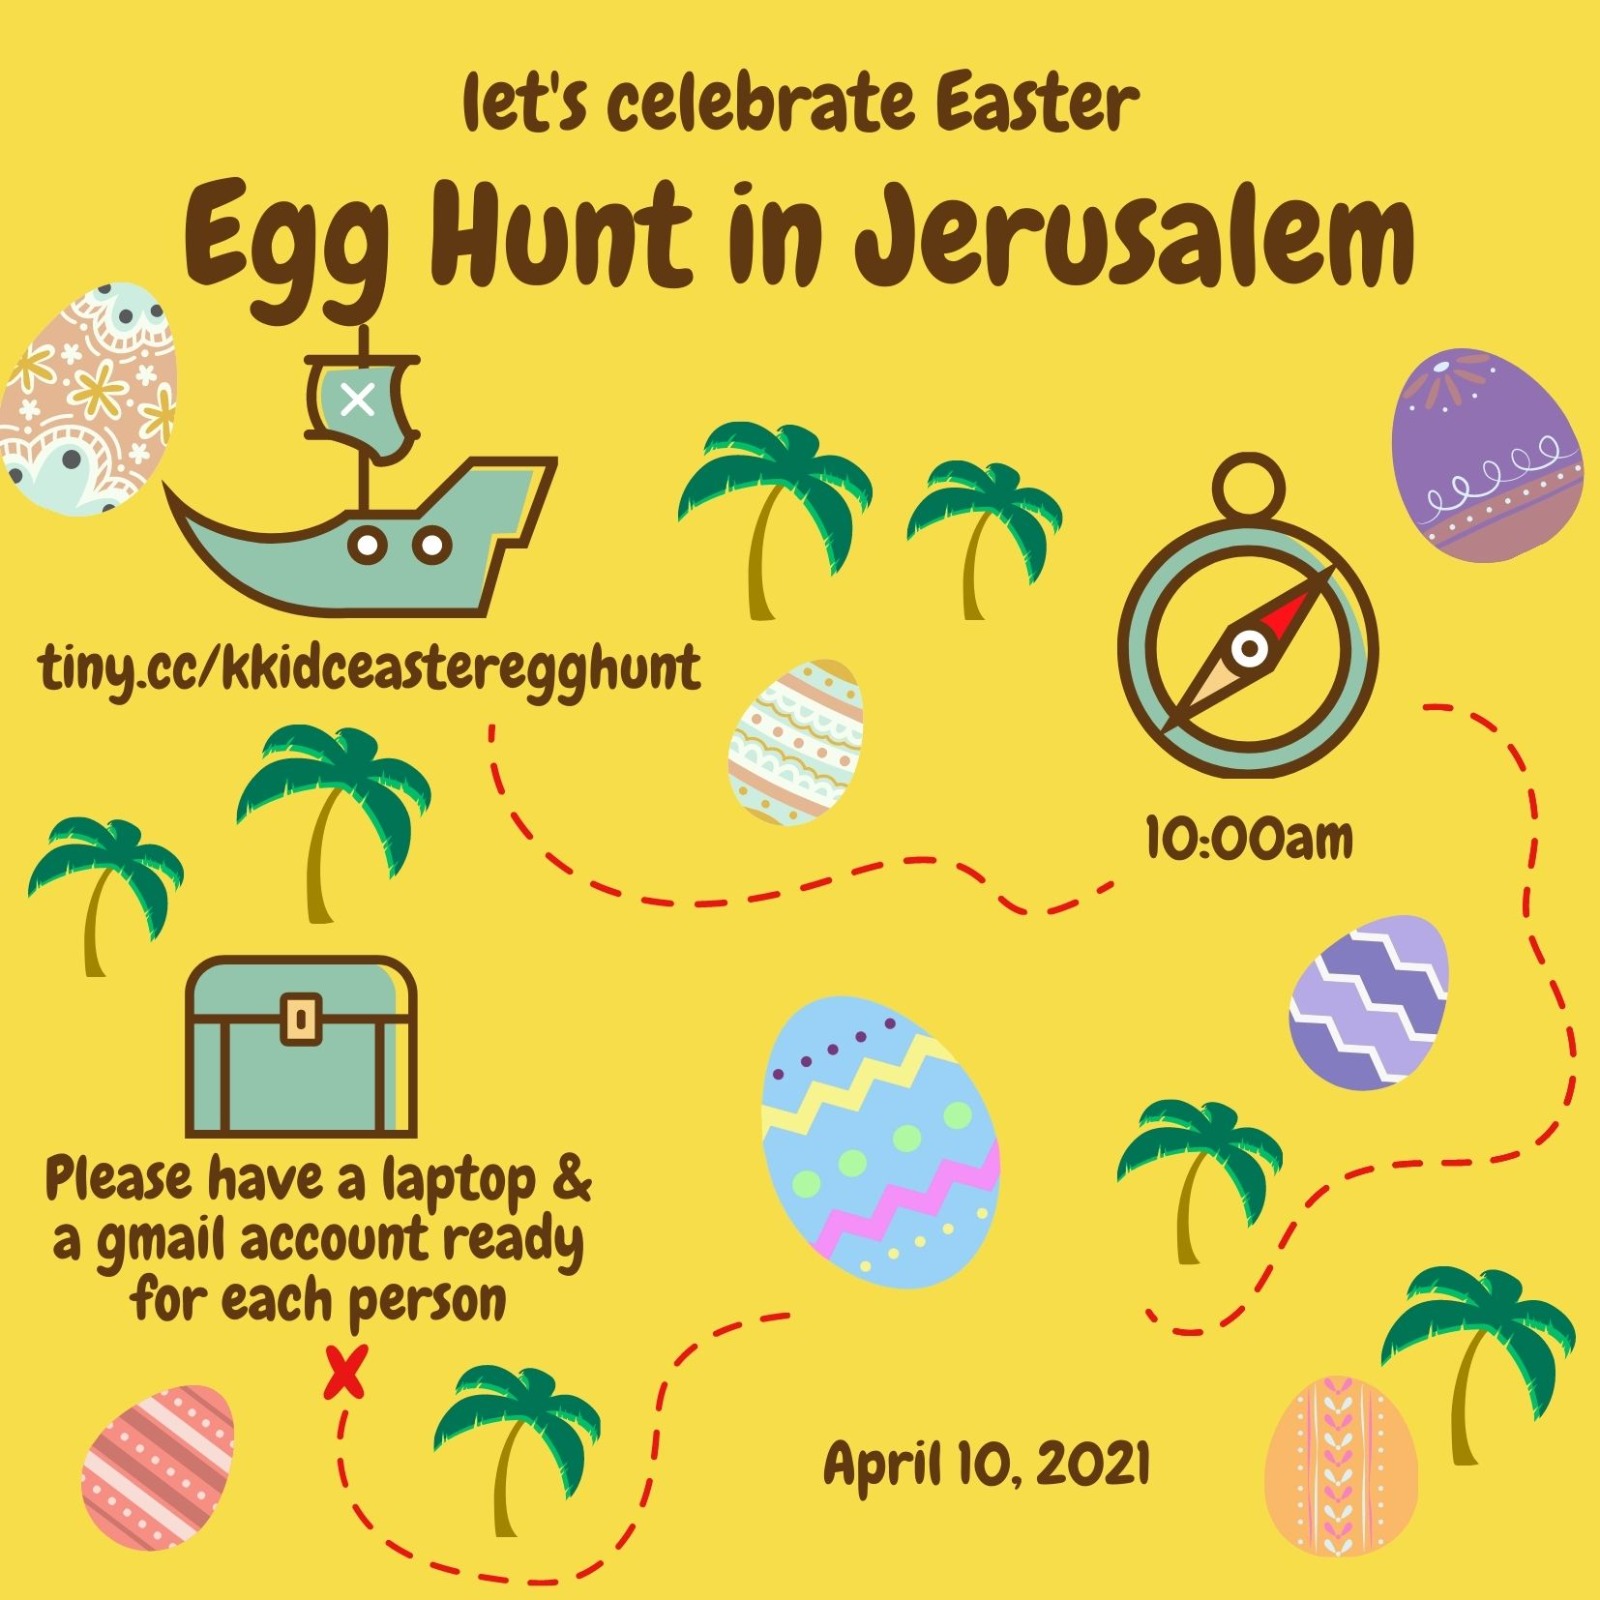 let's celebrate Easter
Egg Hunt in Jerusalem
tiny.cc/kkidceasteregghunt
10:00am
Please have a laptop &
a gmail account ready
for each person
April 10, 2021